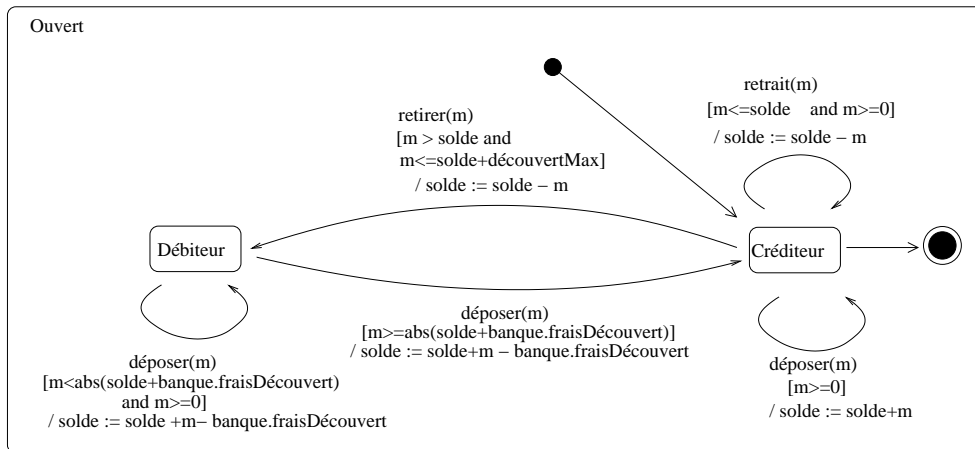 Ouvert
retrait(m)
[m<=solde and m>=0]
/ solde := solde − m
retirer(m)
[m > solde and
m<=solde+découvertMax]
/ solde := solde − m
Débiteur
Créditeur
déposer(m)
[m>=abs(solde+banque.fraisDécouvert)]
/ solde := solde+m − banque.fraisDécouvert
déposer(m)
[m<abs(solde+banque.fraisDécouvert)
and m>=0]
/ solde := solde +m− banque.fraisDécouvert
déposer(m)
[m>=0]
/ solde := solde+m